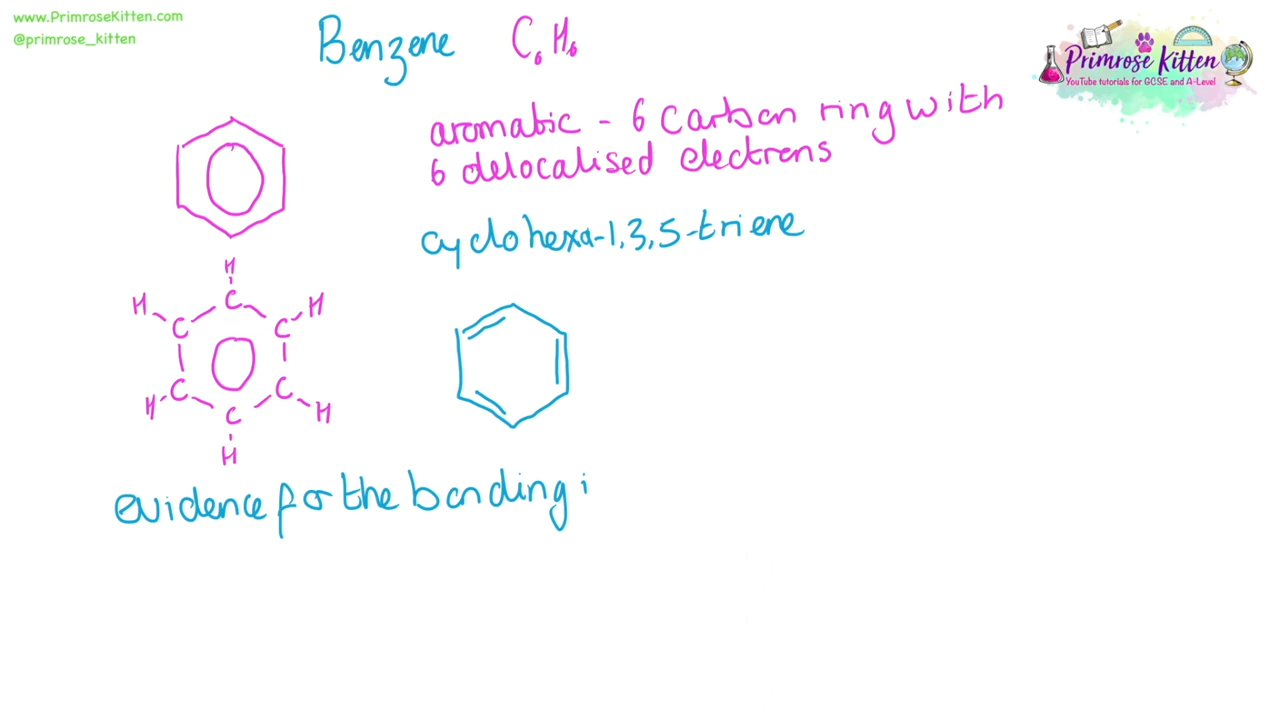 www.PrimroseKitten.com
@primrose_kitten
Benzene C6H6
Primrose Kitten
YouTube tutorials for GCSE and A-Level
aromatic - 6 carbon ring with
6 delocalised electrons
cyclohexa-1,3,5-triene
H
H C H
C C
C C
H C H
H
evidence for the bonding i